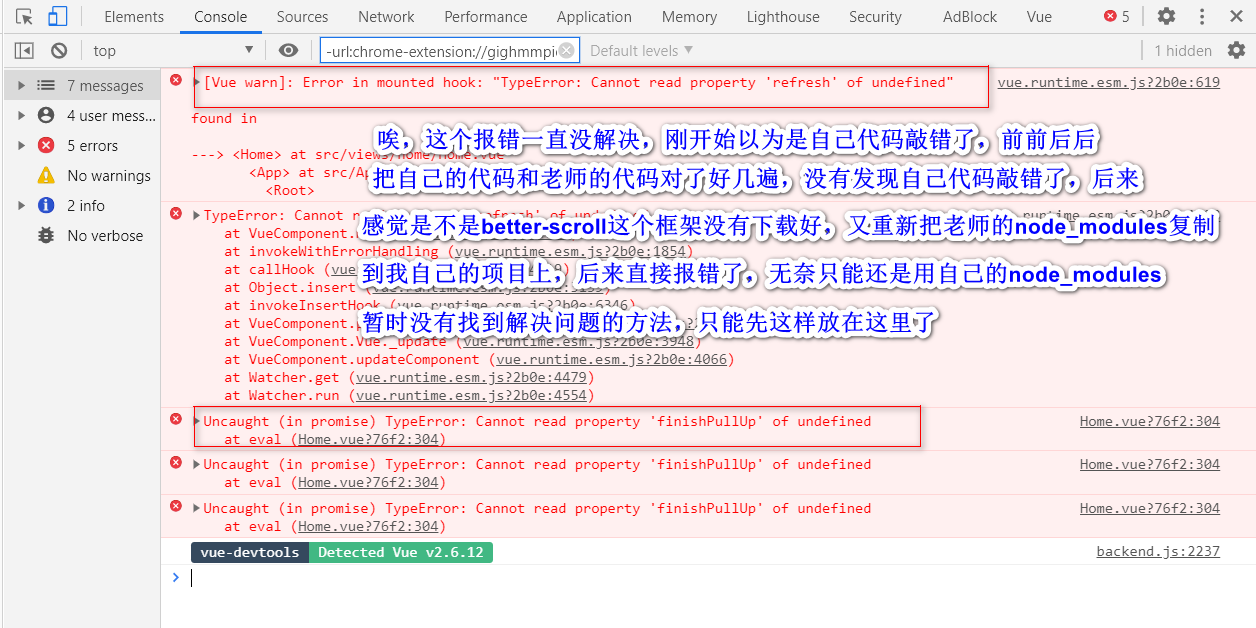 Elements Console Sources Network Performance Application Memory Lighthouse Security AdBlock Vue 5
top -url:chrome-extension://gighmmpi Default levels 1 hidden
7 messages
4 user mess...
5 errors
No warnings
2 info
No verbose
[Vue warn]: Error in mounted hook: "TypeError: Cannot read property 'refresh' of undefined" vue.runtime.esm.js?2b0e:619
found in
唉，这个报错一直没解决，刚开始以为是自己代码敲错了，前前后后
---> <Home> at src/views/home/Home.vue
<App> at src/Ap
<Root>
把自己的代码和老师的代码对了好几遍，没有发现自己代码敲错了，后来
TypeError: Cannot
感觉是不是better-scroll这个框架没有下载好，又重新把老师的node_modules复制
at VueComponent.
at invokeWithErrorHandling (vue.runtime.esm.js?2b0e:1854)
at callHook (vue
到我自己的项目上，后来直接报错了，无奈只能还是用自己的node_modules
at Object.insert
at invokeInsertHook (vue.runtime.esm.js?2b0e:6346)
at VueComponent.
暂时没有找到解决问题的方法，只能先这样放在这里了
at VueComponent.Vue._update (vue.runtime.esm.js?2b0e:3948)
at VueComponent.updateComponent (vue.runtime.esm.js?2b0e:4066)
at Watcher.get (vue.runtime.esm.js?2b0e:4479)
at Watcher.run (vue.runtime.esm.js?2b0e:4554)
Uncaught (in promise) TypeError: Cannot read property 'finishPullUp' of undefined Home.vue?76f2:304
at eval (Home.vue?76f2:304)
Uncaught (in promise) TypeError: Cannot read property 'finishPullUp' of undefined Home.vue?76f2:304
at eval (Home.vue?76f2:304)
Uncaught (in promise) TypeError: Cannot read property 'finishPullUp' of undefined Home.vue?76f2:304
at eval (Home.vue?76f2:304)
vue-devtools Detected Vue v2.6.12 backend.js:2237